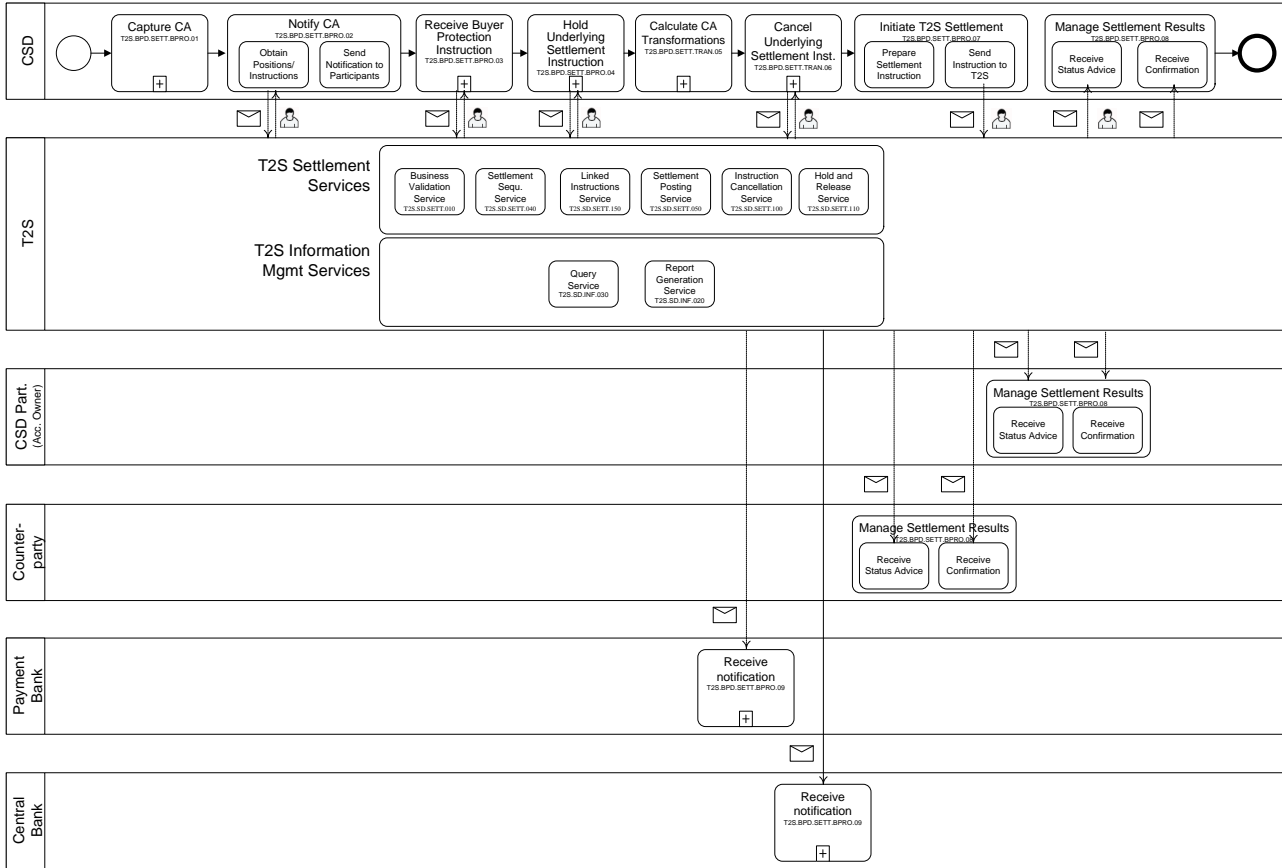 CSD
Capture CA
T2S.BPD.SETT.BPRO.01
Notify CA
T2S.BPD.SETT.BPRO.02
Obtain
Positions/
Instructions
Send
Notification to
Participants
Receive Buyer
Protection
Instruction
T2S.BPD.SETT.BPRO.03
Hold
Underlying
Settlement
Instruction
T2S.BPD.SETT.BPRO.04
Calculate CA
Transformations
T2S.BPD.SETT.TRAN.05
Cancel
Underlying
Settlement Inst.
T2S.BPD.SETT.TRAN.06
Initiate T2S Settlement
T2S.BPD.SETT.BPRO.07
Prepare
Settlement
Instruction
Send
Instruction to
T2S
Manage Settlement Results
T2S.BPD.SETT.BPRO.08
Receive
Status Advice
Receive
Confirmation
T2S
T2S Settlement
Services
Business
Validation
Service
T2S.SD.SETT.010
Settlement
Sequ.
Service
T2S.SD.SETT.040
Linked
Instructions
Service
T2S.SD.SETT.150
Settlement
Posting
Service
T2S.SD.SETT.050
Instruction
Cancellation
Service
T2S.SD.SETT.100
Hold and
Release
Service
T2S.SD.SETT.110
T2S Information
Mgmt Services
Query
Service
T2S.SD.INF.030
Report
Generation
Service
T2S.SD.INF.020
CSD Part.
(Acc. Owner)
Manage Settlement Results
T2S.BPD.SETT.BPRO.08
Receive
Status Advice
Receive
Confirmation
Counter-
party
Manage Settlement Results
T2S.BPD.SETT.BPRO.08
Receive
Status Advice
Receive
Confirmation
Payment
Bank
Receive
notification
T2S.BPD.SETT.BPRO.09
Central
Bank
Receive
notification
T2S.BPD.SETT.BPRO.09